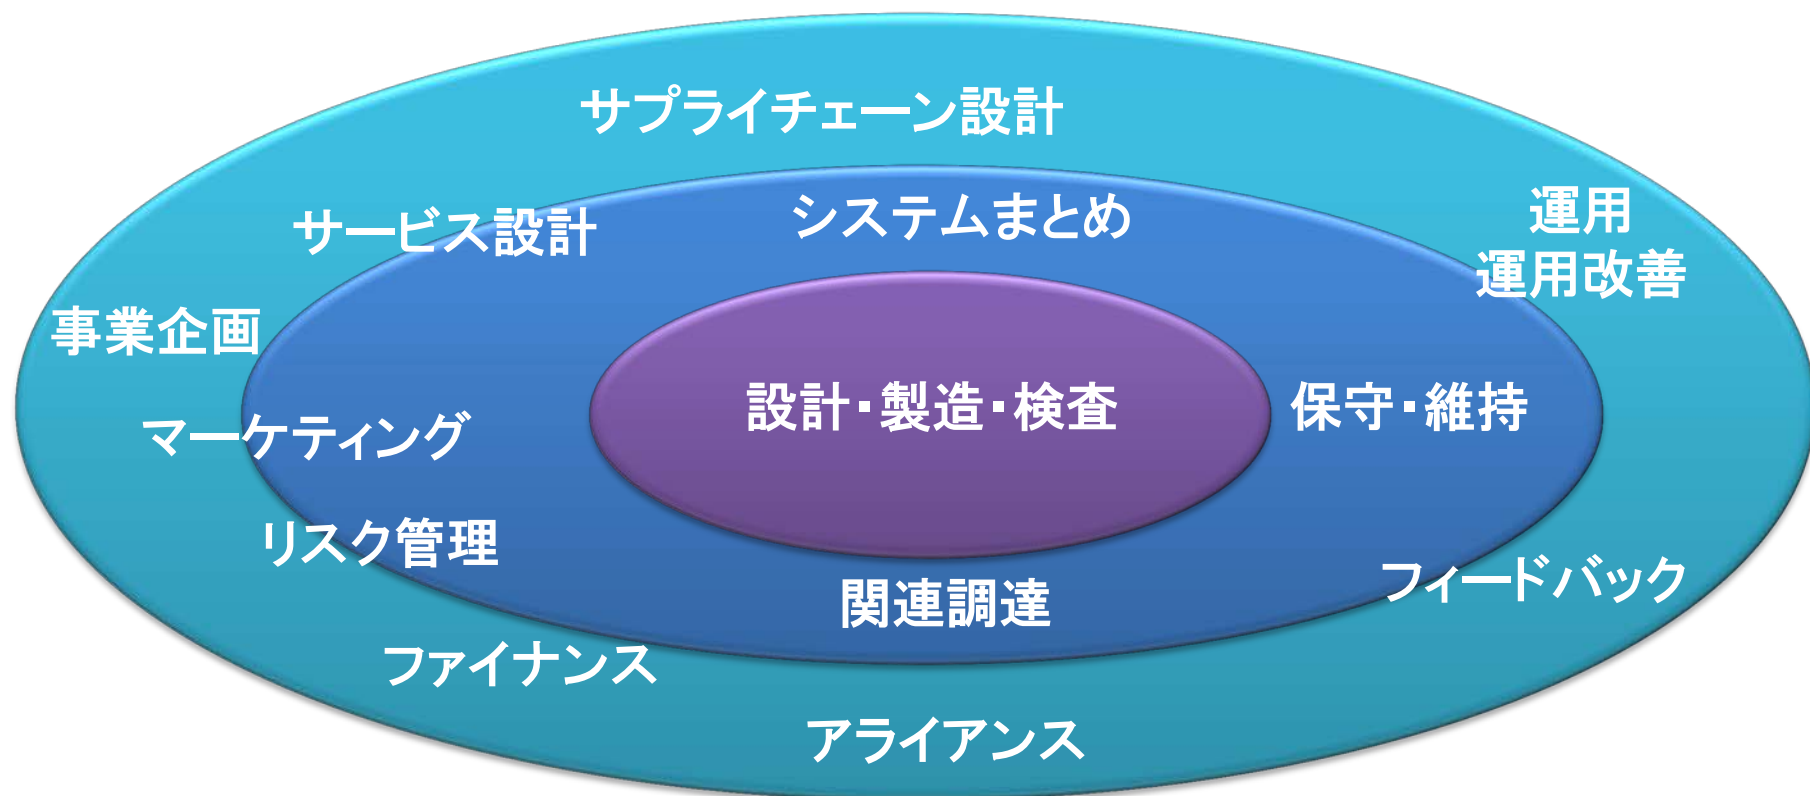 サプライチェーン設計
システムまとめ
サービス設計
運用
運用改善
事業企画
設計・製造・検査
保守・維持
マーケティング
リスク管理
関連調達
フィードバック
ファイナンス
アライアンス